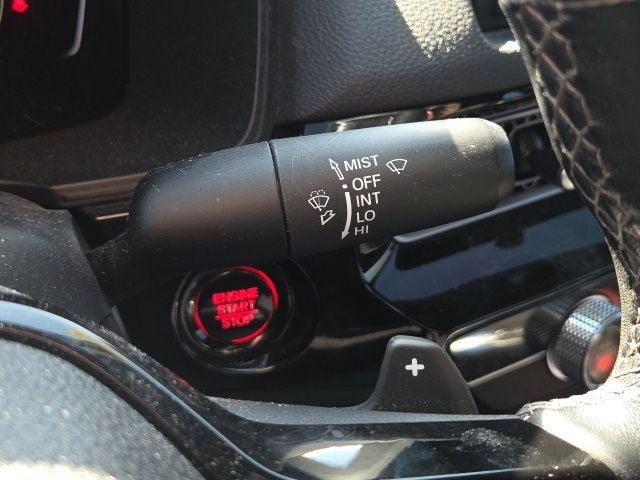 MIST
OFF
INT
LO
HI
ENGINE
START
STOP
+